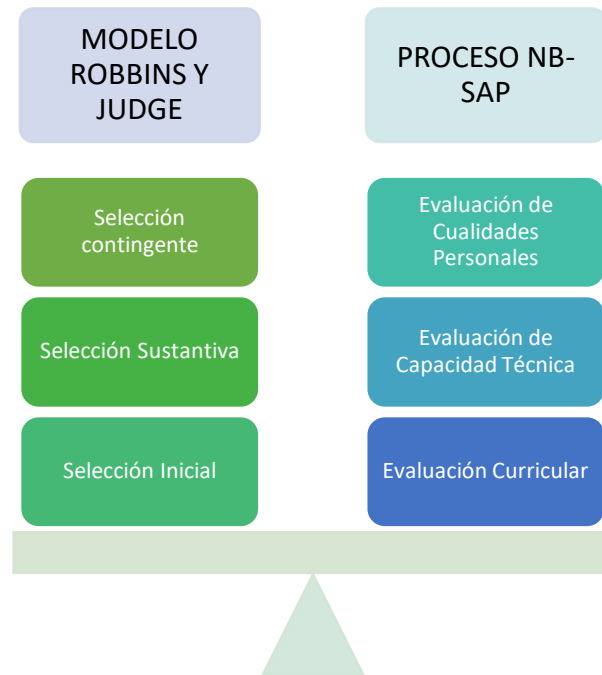 MODELO
ROBBINS Y
JUDGE
PROCESO NB-
SAP
Selección
contingente
Evaluación de
Cualidades
Personales
Selección Sustantiva
Evaluación de
Capacidad Técnica
Selección Inicial
Evaluación Curricular